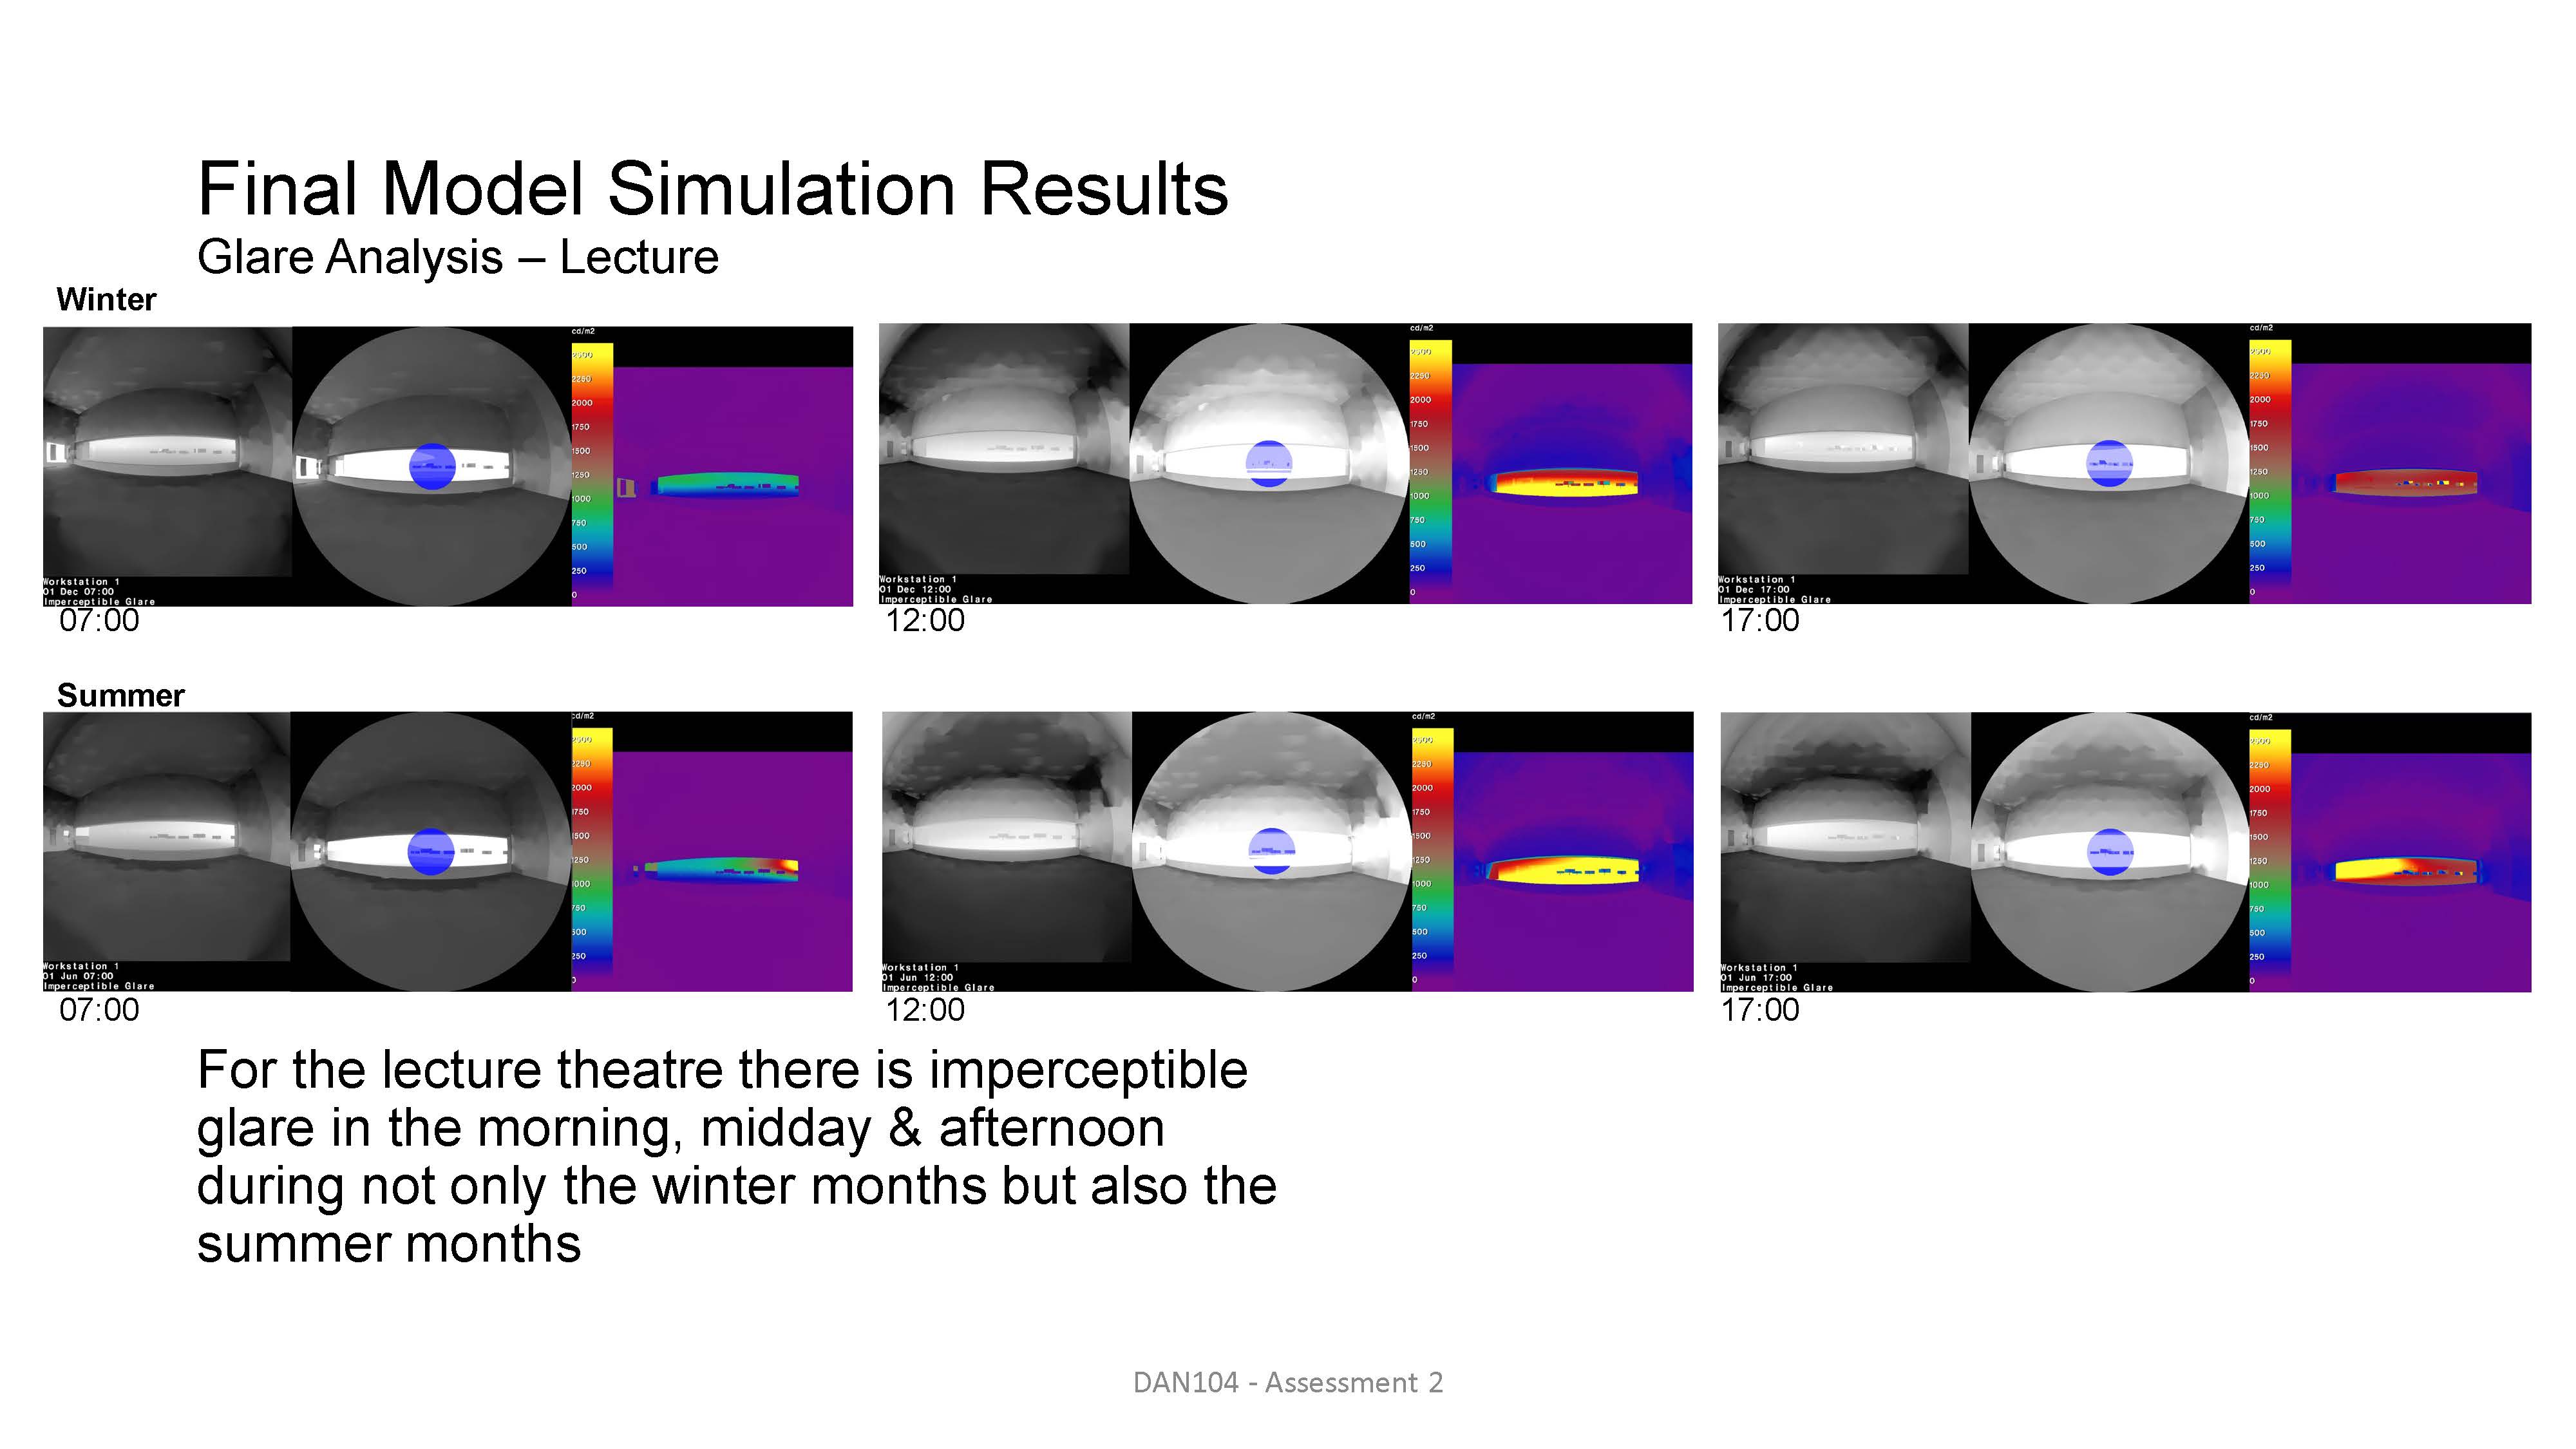 Final Model Simulation Results
Glare Analysis – Lecture
Winter
cd/m2
2500
2250
2000
1750
1500
1250
1000
750
500
250
0
Workstation 1
01 Dec 07:00
Imperceptible Glare
07:00
cd/m2
2500
2250
2000
1750
1500
1250
1000
750
500
250
0
Workstation 1
01 Dec 12:00
Imperceptible Glare
12:00
cd/m2
2500
2250
2000
1750
1500
1250
1000
750
500
250
0
Workstation 1
01 Dec 17:00
Imperceptible Glare
17:00
Summer
cd/m2
2500
2250
2000
1750
1500
1250
1000
750
500
250
0
Workstation 1
01 Jun 07:00
Imperceptible Glare
07:00
cd/m2
2500
2250
2000
1750
1500
1250
1000
750
500
250
0
Workstation 1
01 Jun 12:00
Imperceptible Glare
12:00
cd/m2
2500
2250
2000
1750
1500
1250
1000
750
500
250
0
Workstation 1
01 Jun 17:00
Imperceptible Glare
17:00
For the lecture theatre there is imperceptible
glare in the morning, midday & afternoon
during not only the winter months but also the
summer months
DAN104 - Assessment 2